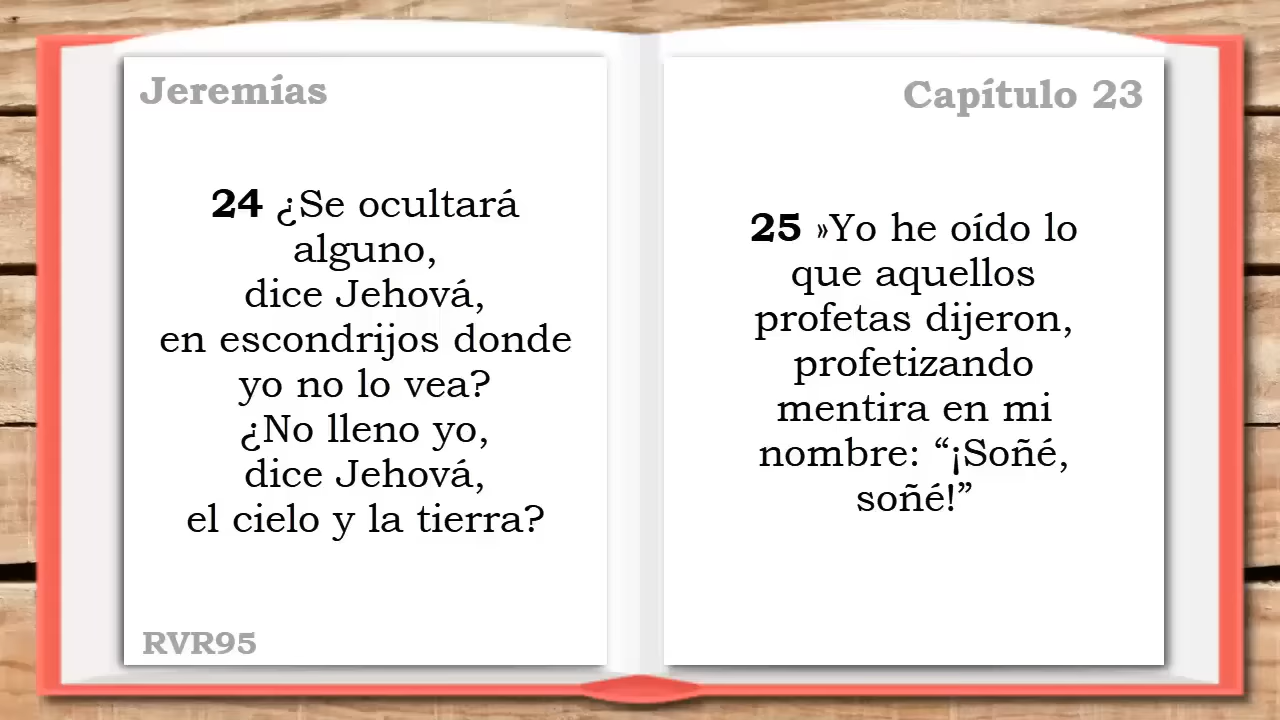 Jeremías
24 ¿Se ocultará
alguno,
dice Jehová,
en escondrijos donde
yo no lo vea?
¿No lleno yo,
dice Jehová,
el cielo y la tierra?
RVR95
Capítulo 23
25 »Yo he oído lo
que aquellos
profetas dijeron,
profetizando
mentira en mi
nombre: “¡Soñé,
soñé!”